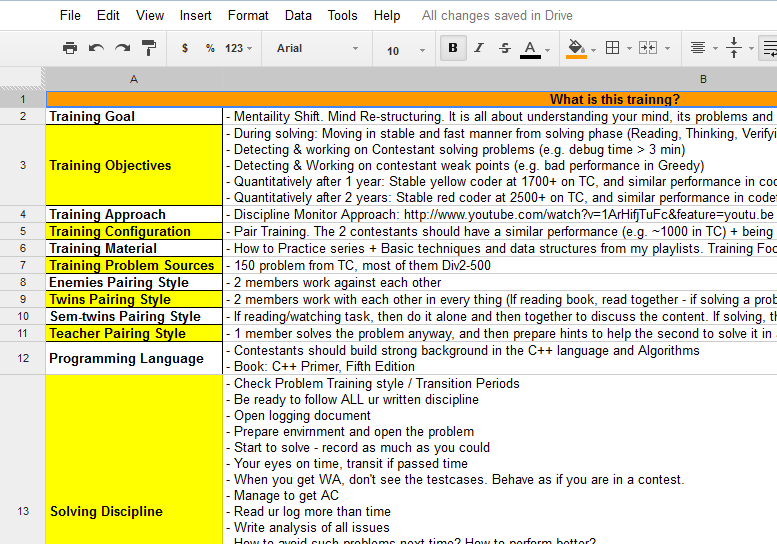 File Edit View Insert Format Data Tools Help All changes saved in Drive
$ % 123 Arial 10 B I S A
A B
1 What is this trainng?
2 Training Goal - Mentaility Shift. Mind Re-structuring. It is all about understanding your mind, its problems and
3 Training Objectives - During solving: Moving in stable and fast manner from solving phase (Reading, Thinking, Verifyi
- Detecting & working on Contestant solving problems (e.g. debug time > 3 min)
- Detecting & Working on contestant weak points (e.g. bad performance in Greedy)
- Quantitatively after 1 year: Stable yellow coder at 1700+ on TC, and similar performance in cod
- Quantitatively after 2 years: Stable red coder at 2500+ on TC, and similar performance in codef
4 Training Approach - Discipline Monitor Approach: http://www.youtube.com/watch?v=1ArHifjTuFc&feature=youtu.be
5 Training Configuration - Pair Training. The 2 contestants should have a similar performance (e.g. ~1000 in TC) + being
6 Training Material - How to Practice series + Basic techniques and data structures from my playlists. Training Foc
7 Training Problem Sources - 150 problem from TC, most of them Div2-500
8 Enemies Pairing Style - 2 members work against each other
9 Twins Pairing Style - 2 members work with each other in every thing (If reading book, read together - if solving a prob
10 Sem-twins Pairing Style - If reading/watching task, then do it alone and then together to discuss the content. If solving, th
11 Teacher Pairing Style - 1 member solves the problem anyway, and then prepare hints to help the second to solve it in
12 Programming Language - Contestants should build strong background in the C++ language and Algorithms
- Book: C++ Primer, Fifth Edition
13 Solving Discipline - Check Problem Training style / Transition Periods
- Be ready to follow ALL ur written discipline
- Open logging document
- Prepare envirnment and open the problem
- Start to solve - record as much as you could
- Your eyes on time, transit if passed time
- When you get WA, don't see the testcases. Behave as if you are in a contest.
- Manage to get AC
- Read ur log more than time
- Write analysis of all issues
- How to avoid such problems next time? How to perform better?